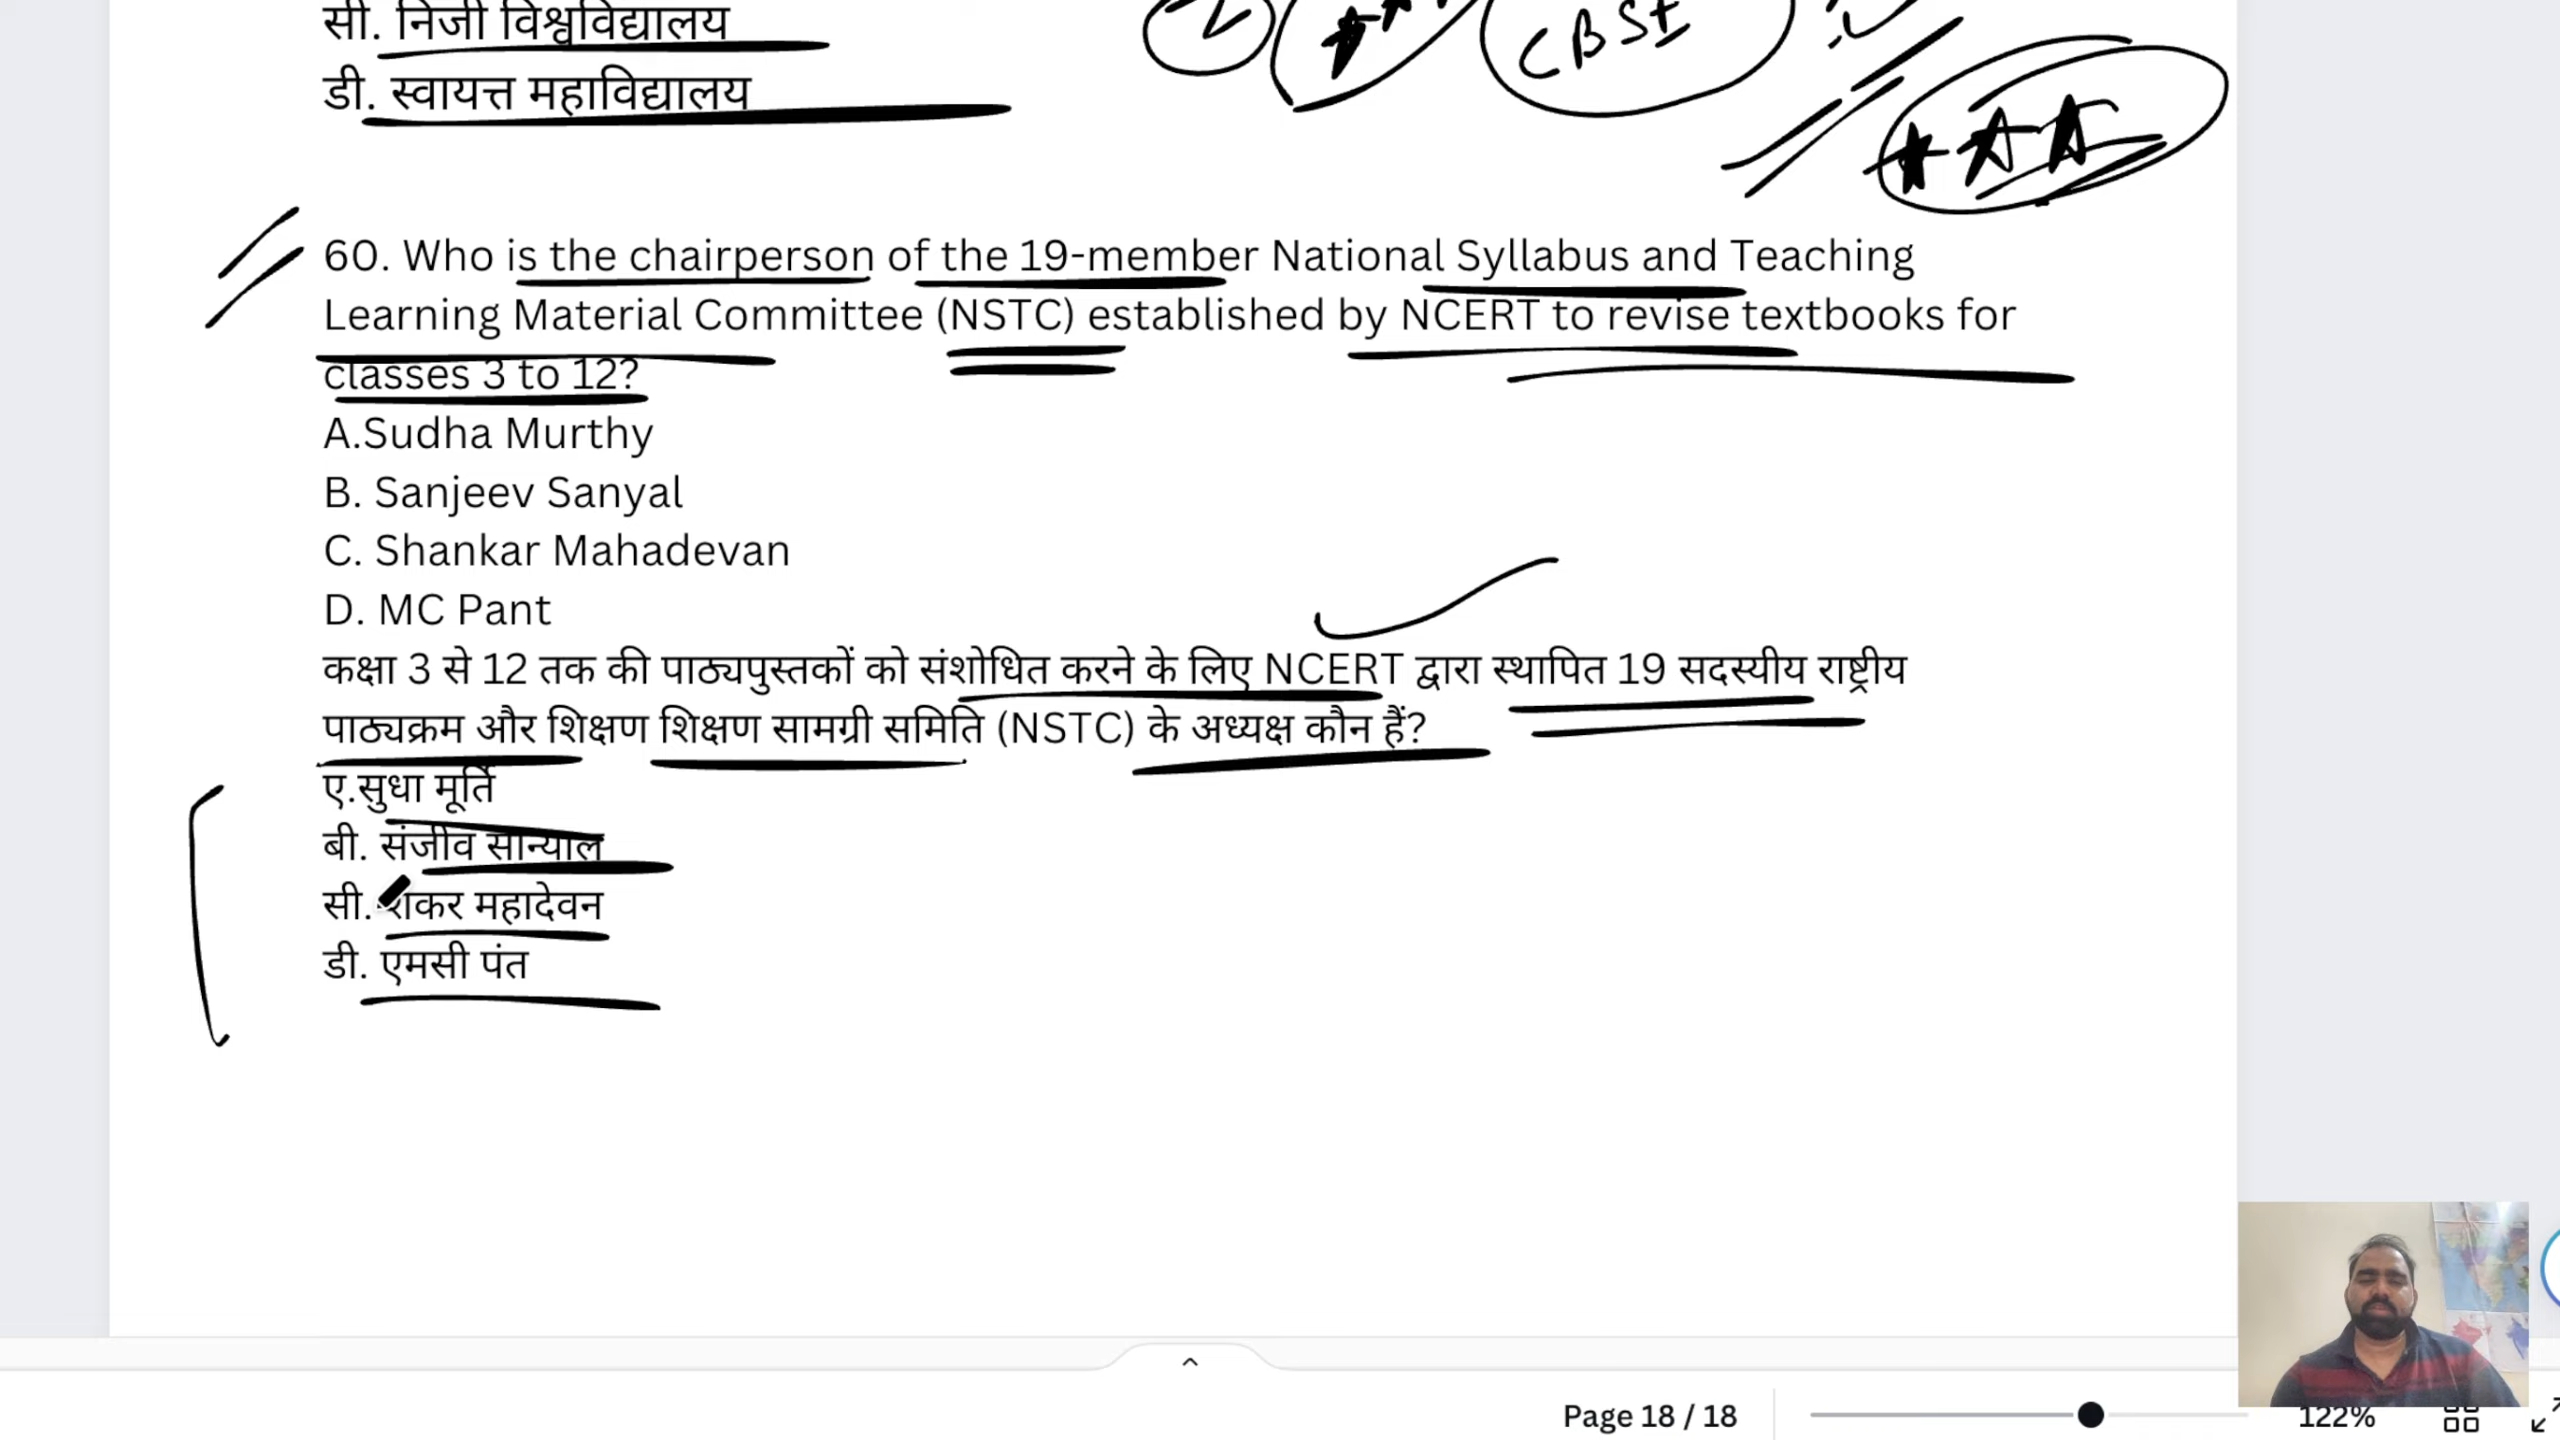 सी. निजी विश्वविद्यालय
CBSE
डी. स्वायत्त महाविद्यालय
60. Who is the chairperson of the 19-member National Syllabus and Teaching
Learning Material Committee (NSTC) established by NCERT to revise textbooks for
classes 3 to 12?
A.Sudha Murthy
B. Sanjeev Sanyal
C. Shankar Mahadevan
D. MC Pant
कक्षा 3 से 12 तक की पाठ्यपुस्तकों को संशोधित करने के लिए NCERT द्वारा स्थापित 19 सदस्यीय राष्ट्रीय
पाठ्यक्रम और शिक्षण शिक्षण सामग्री समिति (NSTC) के अध्यक्ष कौन हैं?
ए.सुधा मूर्ति
बी. संजीव सान्याल
सी. शंकर महादेवन
डी. एमसी पंत
Page 18 / 18
122%